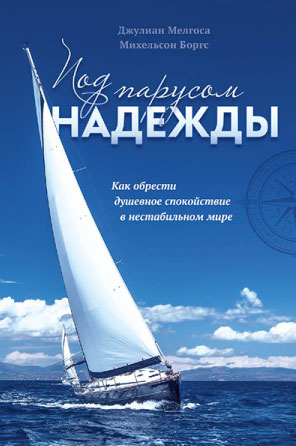 Джулиан Мелгоса
Михельсон Боргс
Под парусом
НАДЕЖДЫ
Как обрести
душевное спокойствие
в нестабильном мире